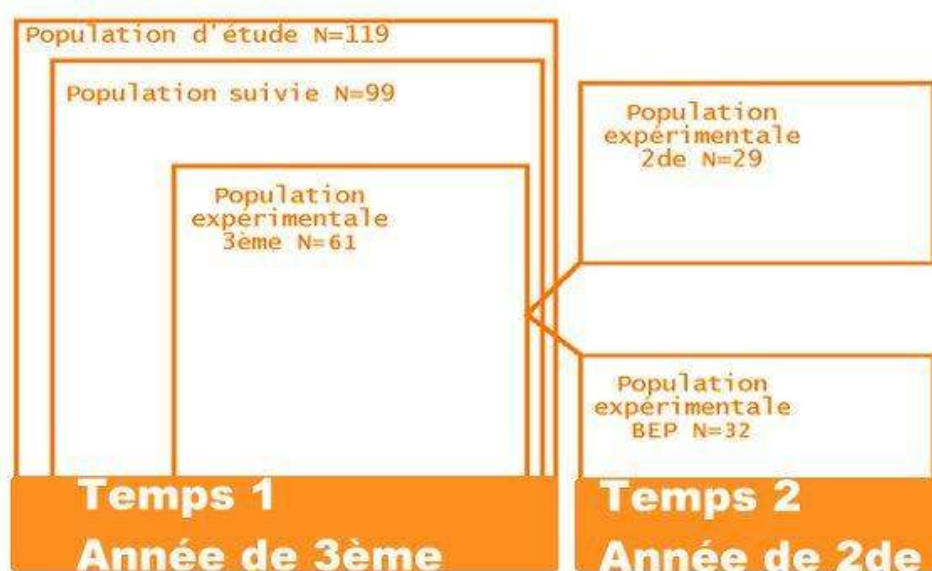 Population d'étude N=119
Population suivie N=99
Population
expérimentale
3ème N=61
Population
expérimentale
2de N=29
Population
expérimentale
BEP N=32
Temps 1
Année de 3ème
Temps 2
Année de 2de